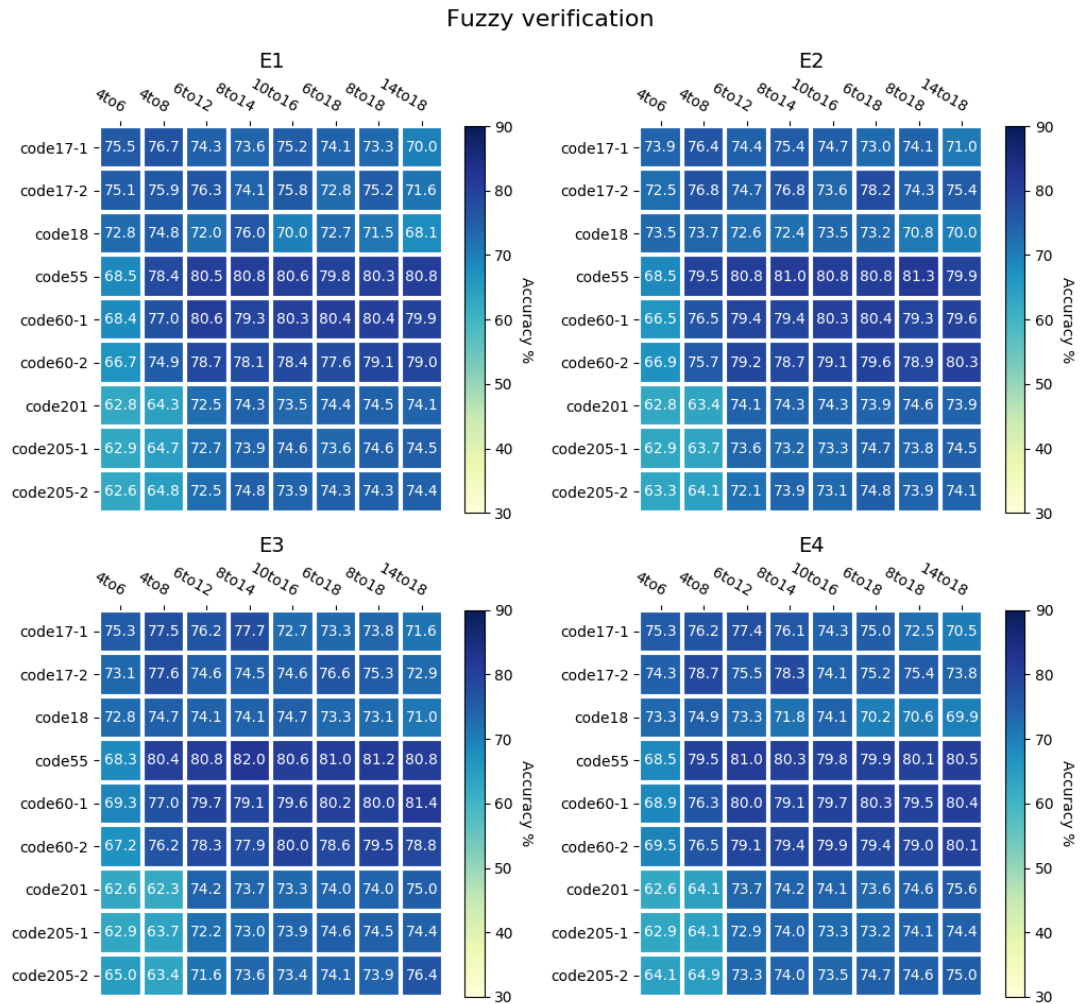 Fuzzy verification
E1
4to6 4to8 6to12 8to14 10to16 6to18 8to18 14to18
code17-1 75.5 76.7 74.3 73.6 75.2 74.1 73.3 70.0
code17-2 75.1 75.9 76.3 74.1 75.8 72.8 75.2 71.6
code18 72.8 74.8 72.0 76.0 70.0 72.7 71.5 68.1
code55 68.5 78.4 80.5 80.8 80.6 79.8 80.3 80.8
code60-1 68.4 77.0 80.6 79.3 80.3 80.4 80.4 79.9
code60-2 66.7 74.9 78.7 78.1 78.4 77.6 79.1 79.0
code201 62.8 64.3 72.5 74.3 73.5 74.4 74.5 74.1
code205-1 62.9 64.7 72.7 73.9 74.6 73.6 74.6 74.5
code205-2 62.6 64.8 72.5 74.8 73.9 74.3 74.3 74.4
90
80
70
60
50
40
30
Accuracy %
E2
4to6 4to8 6to12 8to14 10to16 6to18 8to18 14to18
code17-1 73.9 76.4 74.4 75.4 74.7 73.0 74.1 71.0
code17-2 72.5 76.8 74.7 76.8 73.6 78.2 74.3 75.4
code18 73.5 73.7 72.6 72.4 73.5 73.2 70.8 70.0
code55 68.5 79.5 80.8 81.0 80.8 80.8 81.3 79.9
code60-1 66.5 76.5 79.4 79.4 80.3 80.4 79.3 79.6
code60-2 66.9 75.7 79.2 78.7 79.1 79.6 78.9 80.3
code201 62.8 63.4 74.1 74.3 74.3 73.9 74.6 73.9
code205-1 62.9 63.7 73.6 73.2 73.3 74.7 73.8 74.5
code205-2 63.3 64.1 72.1 73.9 73.1 74.8 73.9 74.1
90
80
70
60
50
40
30
Accuracy %
E3
4to6 4to8 6to12 8to14 10to16 6to18 8to18 14to18
code17-1 75.3 77.5 76.2 77.7 72.7 73.3 73.8 71.6
code17-2 73.1 77.6 74.6 74.5 74.6 76.6 75.3 72.9
code18 72.8 74.7 74.1 74.1 74.7 73.3 73.1 71.0
code55 68.3 80.4 80.8 82.0 80.6 81.0 81.2 80.8
code60-1 69.3 77.0 79.7 79.1 79.6 80.2 80.0 81.4
code60-2 67.2 76.2 78.3 77.9 80.0 78.6 79.5 78.8
code201 62.6 62.3 74.2 73.7 73.3 74.0 74.0 75.0
code205-1 62.9 63.7 72.2 73.0 73.9 74.6 74.5 74.4
code205-2 65.0 63.4 71.6 73.6 73.4 74.1 73.9 76.4
90
80
70
60
50
40
30
Accuracy %
E4
4to6 4to8 6to12 8to14 10to16 6to18 8to18 14to18
code17-1 75.3 76.2 77.4 76.1 74.3 75.0 72.5 70.5
code17-2 74.3 78.7 75.5 78.3 74.1 75.2 75.4 73.8
code18 73.3 74.9 73.3 71.8 74.1 70.2 70.6 69.9
code55 68.5 79.5 81.0 80.3 79.8 79.9 80.1 80.5
code60-1 68.9 76.3 80.0 79.1 79.7 80.3 79.5 80.4
code60-2 69.5 76.5 79.1 79.4 79.9 79.4 79.0 80.1
code201 62.6 64.1 73.7 74.2 74.1 73.6 74.6 75.6
code205-1 62.9 64.1 72.9 74.0 73.3 73.2 74.1 74.4
code205-2 64.1 64.9 73.3 74.0 73.5 74.7 74.6 75.0
90
80
70
60
50
40
30
Accuracy %